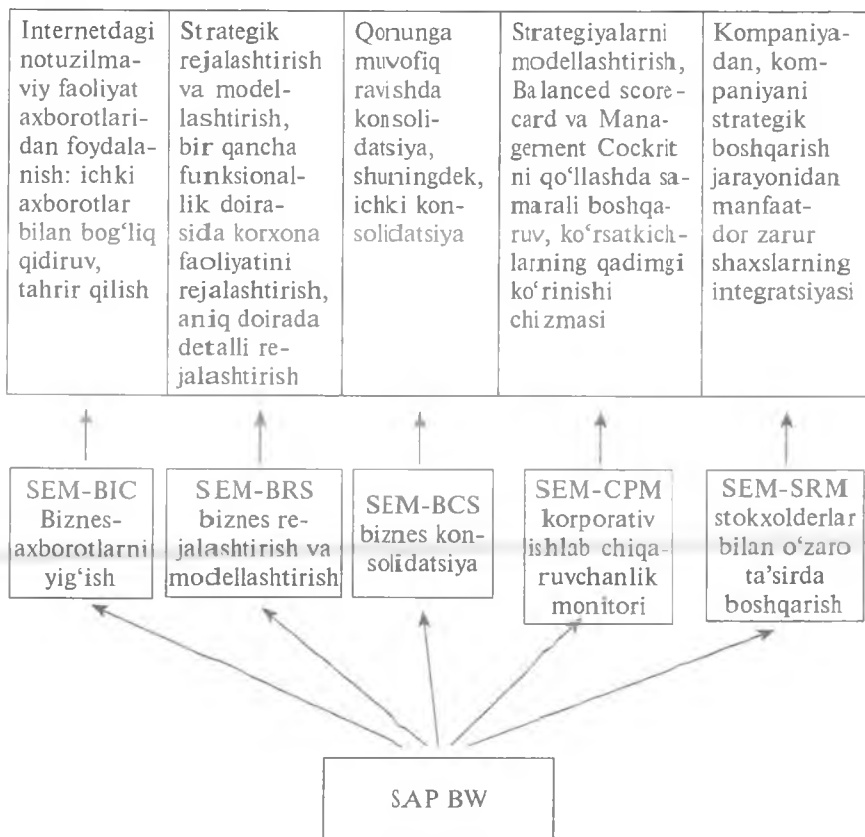 Internetdagi
notuzilma-
viy faoliyat
axborotlari-
dan foydala-
nish: ichki
axborotlar
bilan bog‘liq
qidiruv,
tahrir qilish
Strategik
rejalashtirish
va model-
lashtirish,
bir qancha
funksional-
lik doira-
sida korxona
faoliyatini
rejalashtirish,
aniq doirada
detalli re-
jalashtirish
Qonunga
muvofiq
ravishda
konsoli-
datsiya,
shuningdek,
ichki kon-
solidatsiya
Strategiyalarni
modellashtirish,
Balanced score-
card va Mana-
gement Cockrit
ni qo‘llashda sa-
marali boshqa-
ruv, ko‘rsatkich-
larning qadimgi
ko‘rinishi
chizmasi
Kompaniya-
dan, kom-
paniyani
strategik
boshqarish
jarayonidan
manfaat-
dor zarur
shaxslarning
integratsiyasi
SEM-BIC
Biznes-
axborotlarni
yig‘ish
SEM-BRS
biznes re-
jalashtirish va
modellashtirish
SEM-BCS
biznes kon-
solidatsiya
SEM-CPM
korporativ
ishlab chiqa-
ruvchanlik
monitori
SEM-SRM
stokxolderlar
bilan o‘zaro
ta’sirda
boshqarish
SAP BW